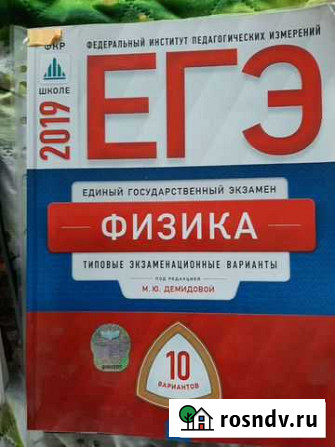 ФЕДЕРАЛЬНЫЙ ИНСТИТУТ ПЕДАГОГИЧЕСКИХ ИЗМЕРЕНИЙ
ШКОЛЕ
2019
ЕГЭ
ЕДИНЫЙ ГОСУДАРСТВЕННЫЙ ЭКЗАМЕН
ФИЗИКА
ТИПОВЫЕ ЭКЗАМЕНАЦИОННЫЕ ВАРИАНТЫ
ПОД РЕДАКЦИЕЙ
М. Ю. ДЕМИДОВОЙ
10
ВАРИАНТОВ
rosndv.ru